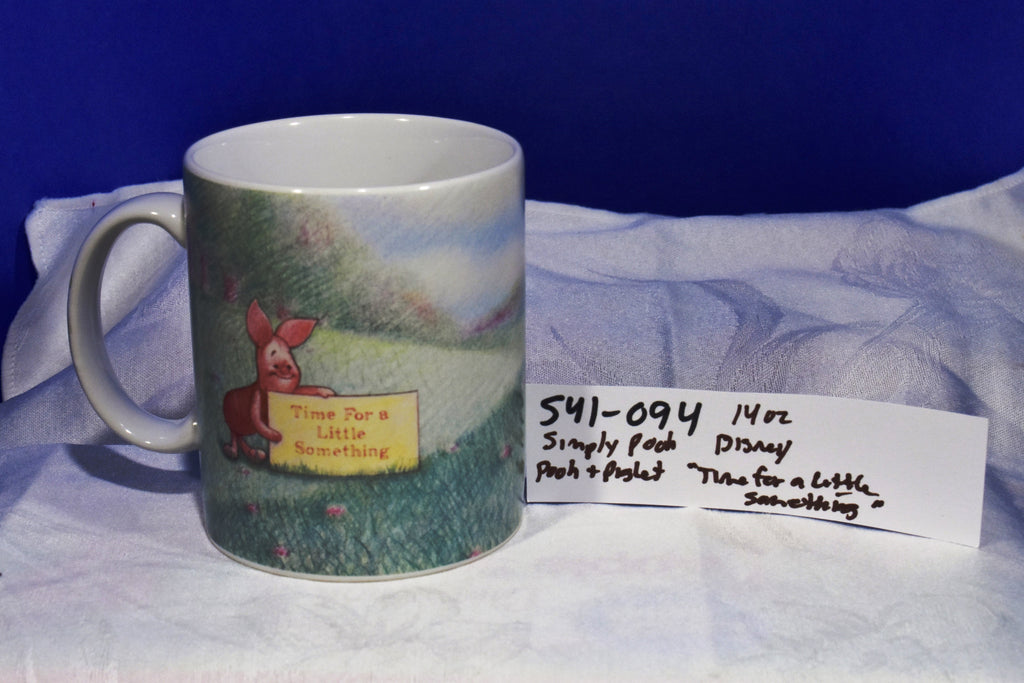 Time For a
Little
Something
541-094 14oz
Simply Pooh Disney
Pooh + Piglet "Time for a Little
Something"